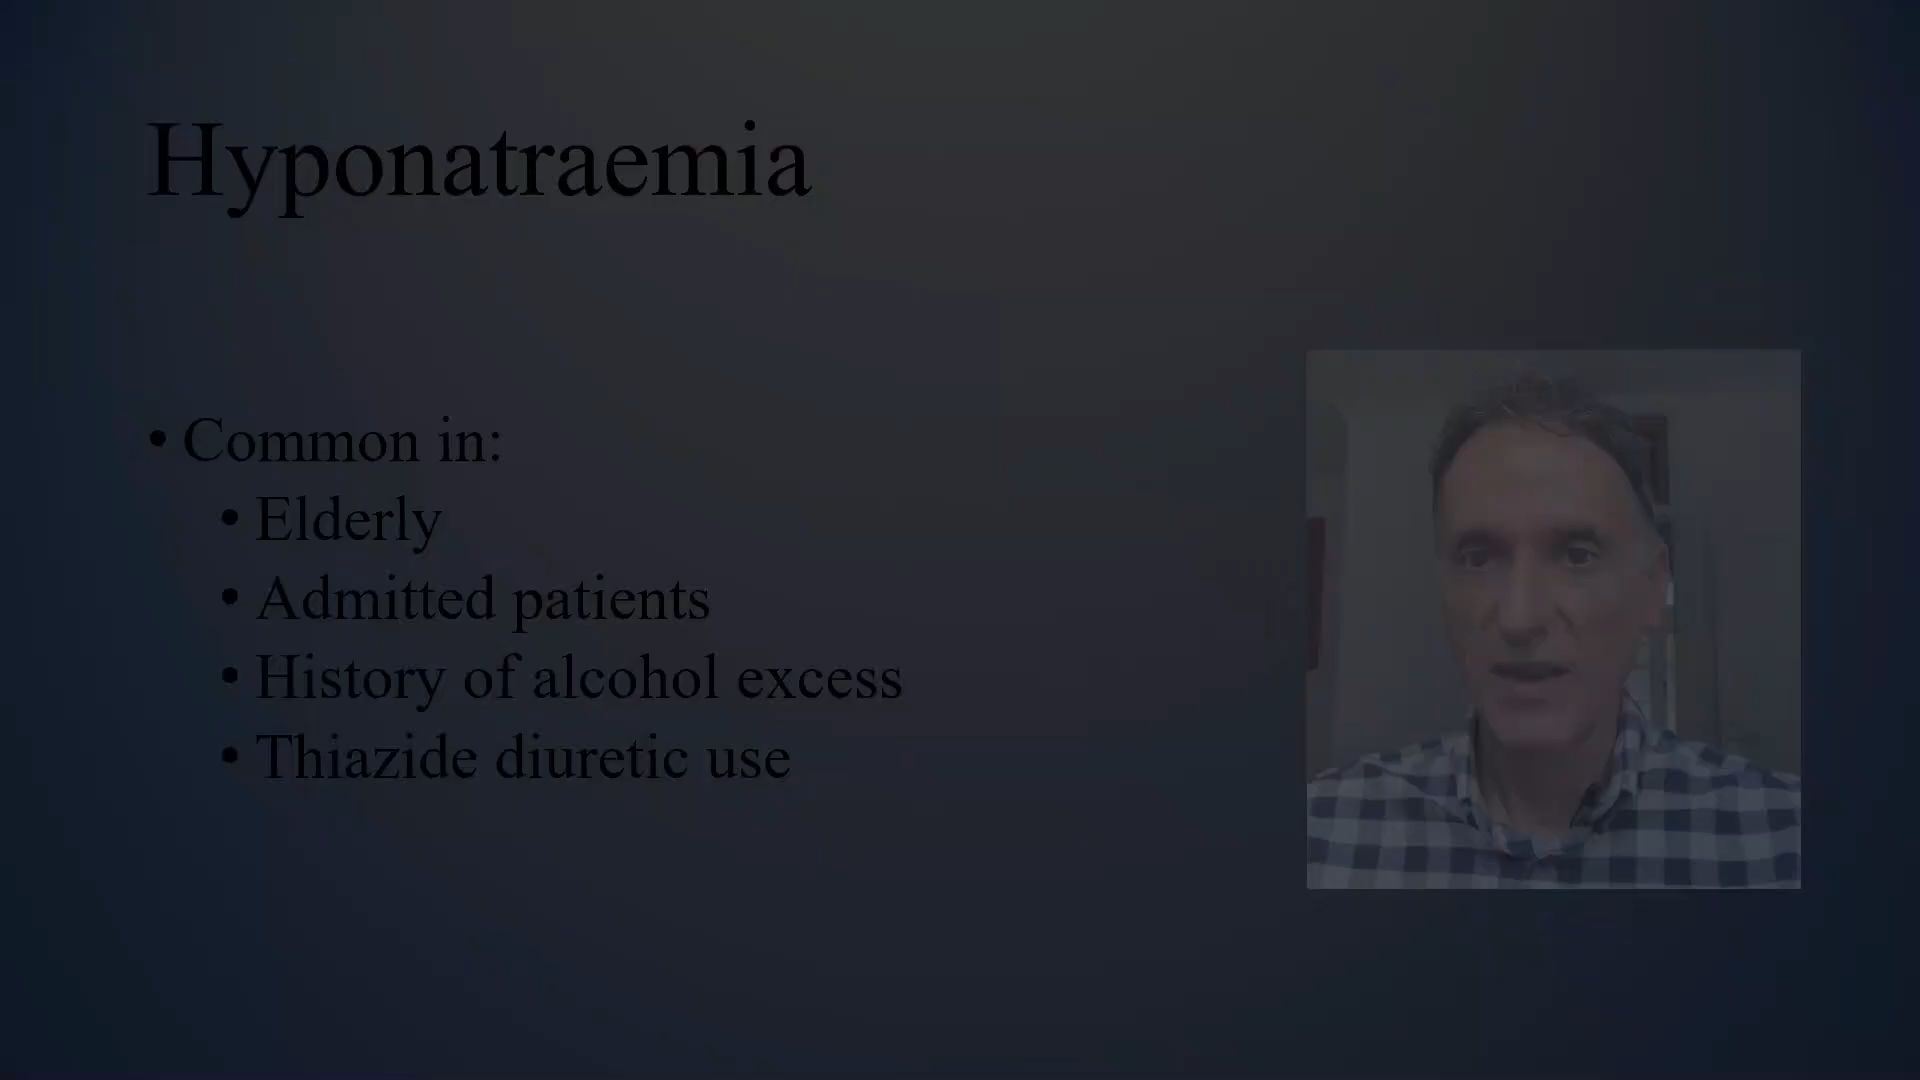 Hyponatraemia
• Common in:
• Elderly
• Admitted patients
• History of alcohol excess
• Thiazide diuretic use